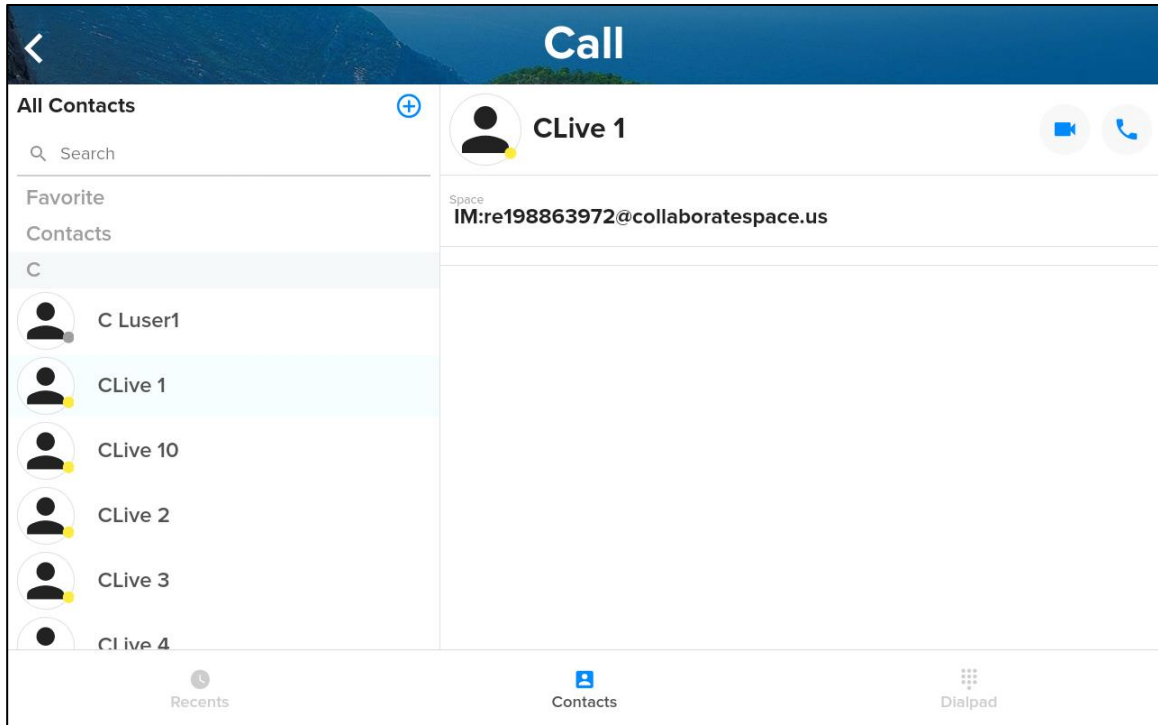 Call
All Contacts
Search
Favorite
Contacts
C
C Luser1
CLive 1
CLive 10
CLive 2
CLive 3
CLive 4
CLive 1
Space
IM:re198863972@collaboratespace.us
Recents
Contacts
Dialpad